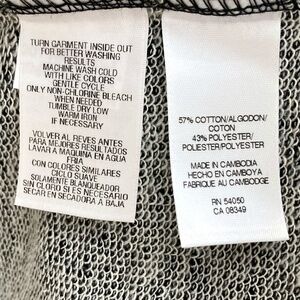 TURN GARMENT INSIDE OUT
FOR BETTER WASHING
RESULTS
MACHINE WASH COLD
WITH LIKE COLORS
GENTLE CYCLE
ONLY NON-CHLORINE BLEACH
WHEN NEEDED
TUMBLE DRY LOW
WARM IRON
IF NECESSARY
VOLVER AL REVES ANTES
PARA MEJORES RESULTADOS
LAVAR A MAQUINA EN AGUA
FRIA
CON COLORES SIMILARES
CICLO SUAVE
SOLAMENTE BLANQUEADOR
SIN CLORO SI ES NECESARIO
SECAR EN SECADORA A BAJA
57% COTTON/ALGODON/
COTON
43% POLYESTER/
POLIESTER/POLYESTER
MADE IN CAMBODIA
HECHO EN CAMBOYA
FABRIQUE AU CAMBODGE
RN 54050
CA 08349